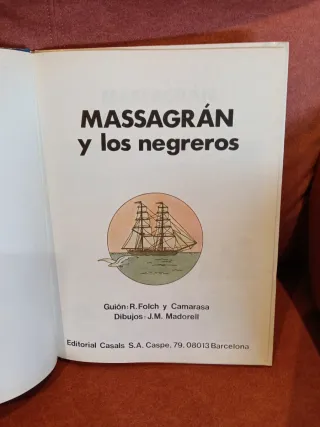 MASSAGRÁN
y los negreros
Guión: R. Folch y Camarasa
Dibujos: J.M. Madorell
Editorial Casals S.A. Caspe, 79, 08013 Barcelona